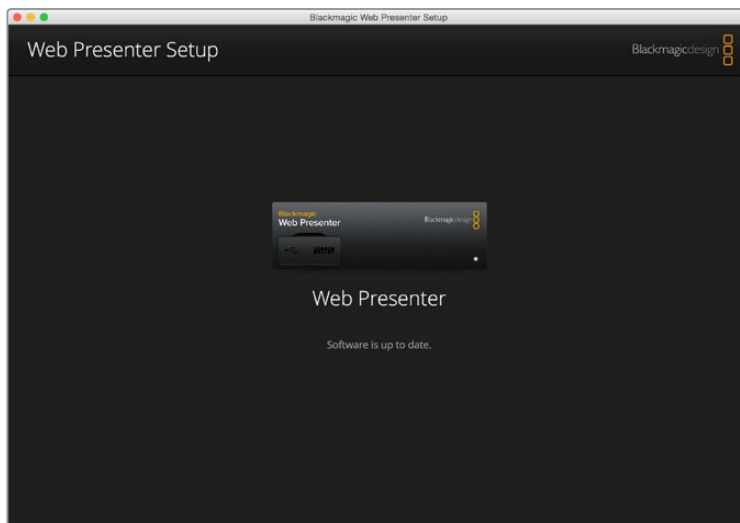 Blackmagic Web Presenter Setup
Web Presenter Setup
Blackmagicdesign
Blackmagic
Web Presenter
Blackmagicdesign
Web Presenter
Software is up to date.